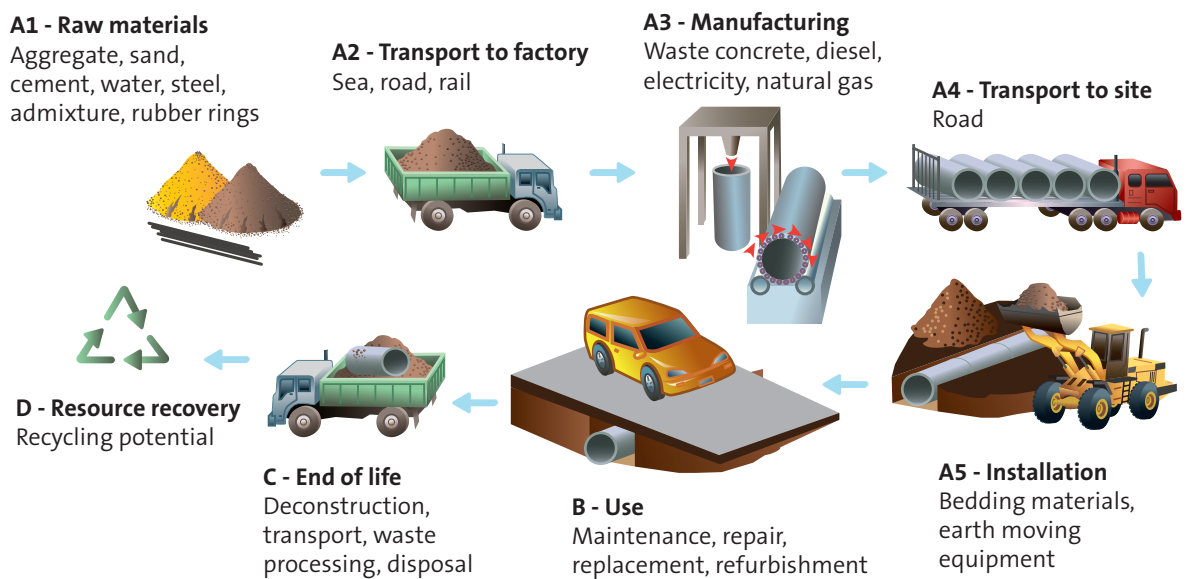 A1 - Raw materials
Aggregate, sand,
cement, water, steel,
admixture, rubber rings
A2 - Transport to factory
Sea, road, rail
A3 - Manufacturing
Waste concrete, diesel,
electricity, natural gas
A4 - Transport to site
Road
A5 - Installation
Bedding materials,
earth moving
equipment
B - Use
Maintenance, repair,
replacement, refurbishment
C - End of life
Deconstruction,
transport, waste
processing, disposal
D - Resource recovery
Recycling potential